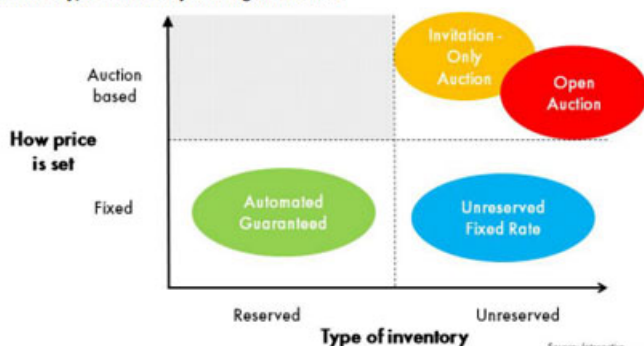 Invitation -
Only
Auction
Open
Auction
Auction
based
How price
is set
Fixed
Automated
Guaranteed
Unreserved
Fixed Rate
Reserved
Unreserved
Type of inventory